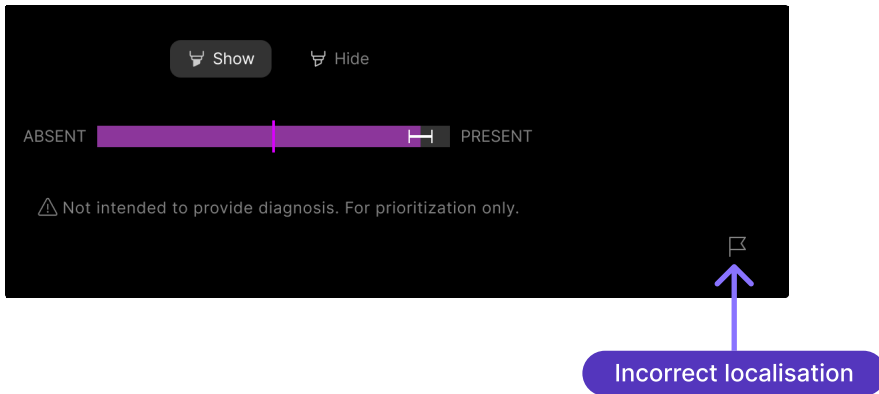 Show Hide
ABSENT PRESENT
Not intended to provide diagnosis. For prioritization only.
Incorrect localisation